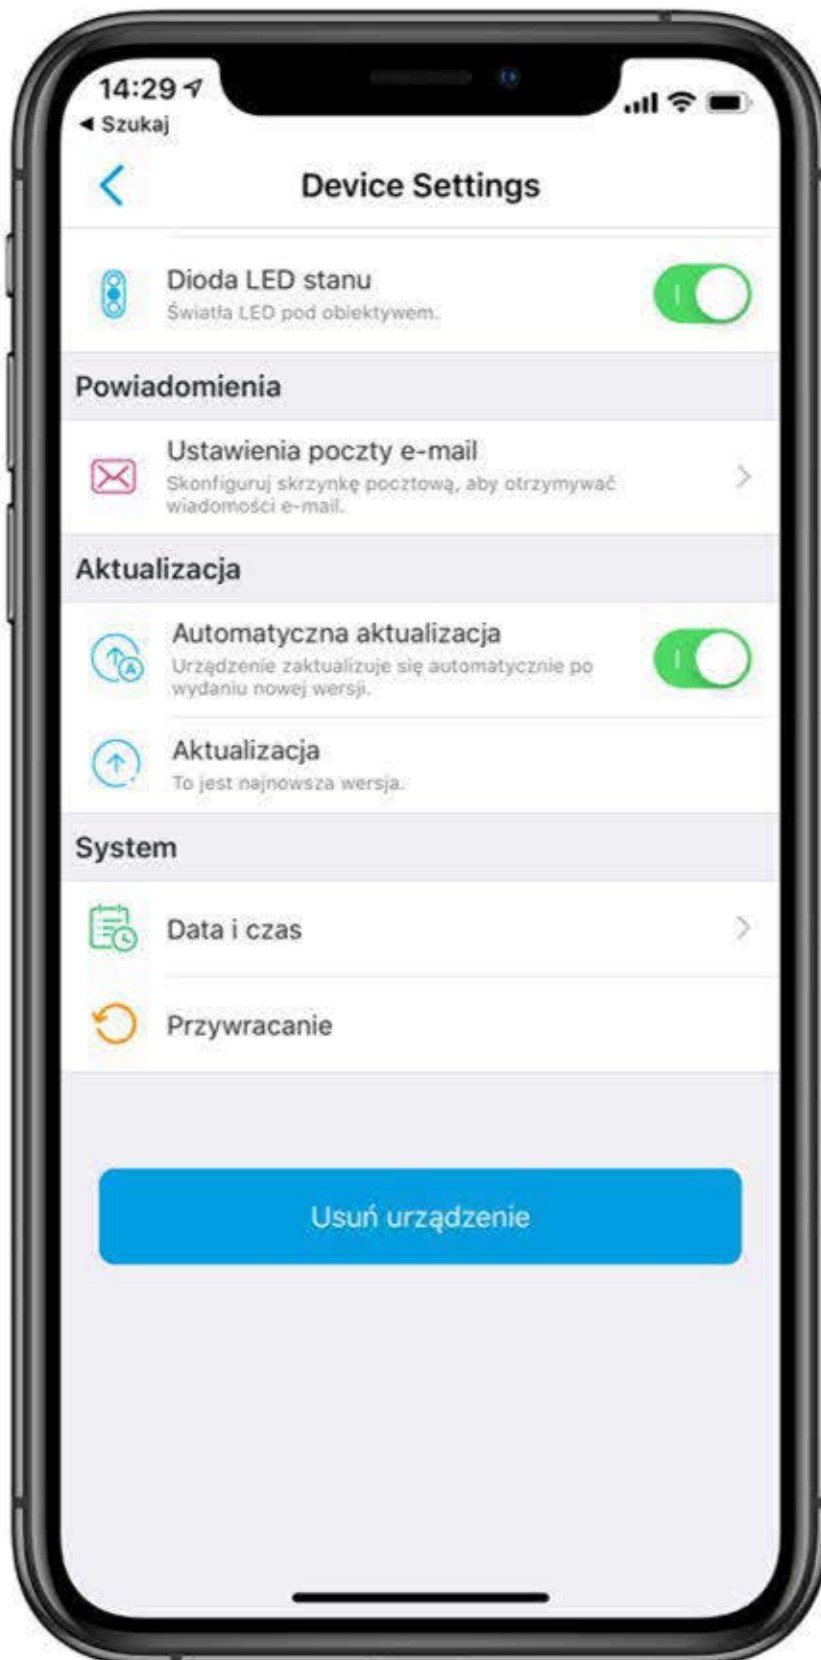 14:29
◀ Szukaj
Device Settings
Dioda LED stanu
Światła LED pod obiektywem.
Powiadomienia
Ustawienia poczty e-mail
Skonfiguruj skrzynkę pocztową, aby otrzymywać
wiadomości e-mail.
Aktualizacja
Automatyczna aktualizacja
Urządzenie zaktualizuje się automatycznie po
wydaniu nowej wersji.
Aktualizacja
To jest najnowsza wersja.
System
Data i czas
Przywracanie
Usuń urządzenie